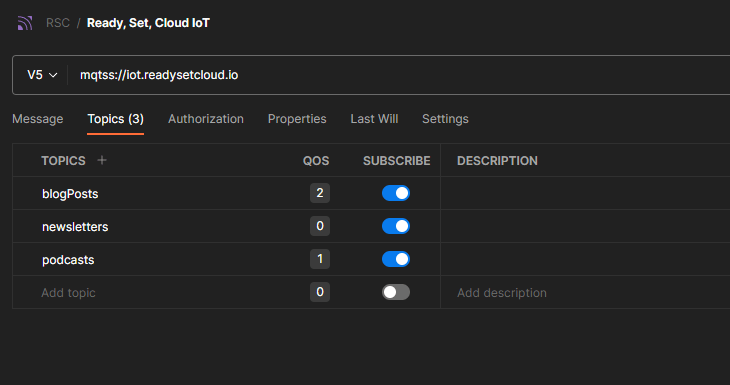 RSC / Ready, Set, Cloud IoT
V5 mqtss://iot.readysetcloud.io
Message Topics (3) Authorization Properties Last Will Settings
TOPICS + QOS SUBSCRIBE DESCRIPTION
blogPosts 2
newsletters 0
podcasts 1
Add topic 0 Add description